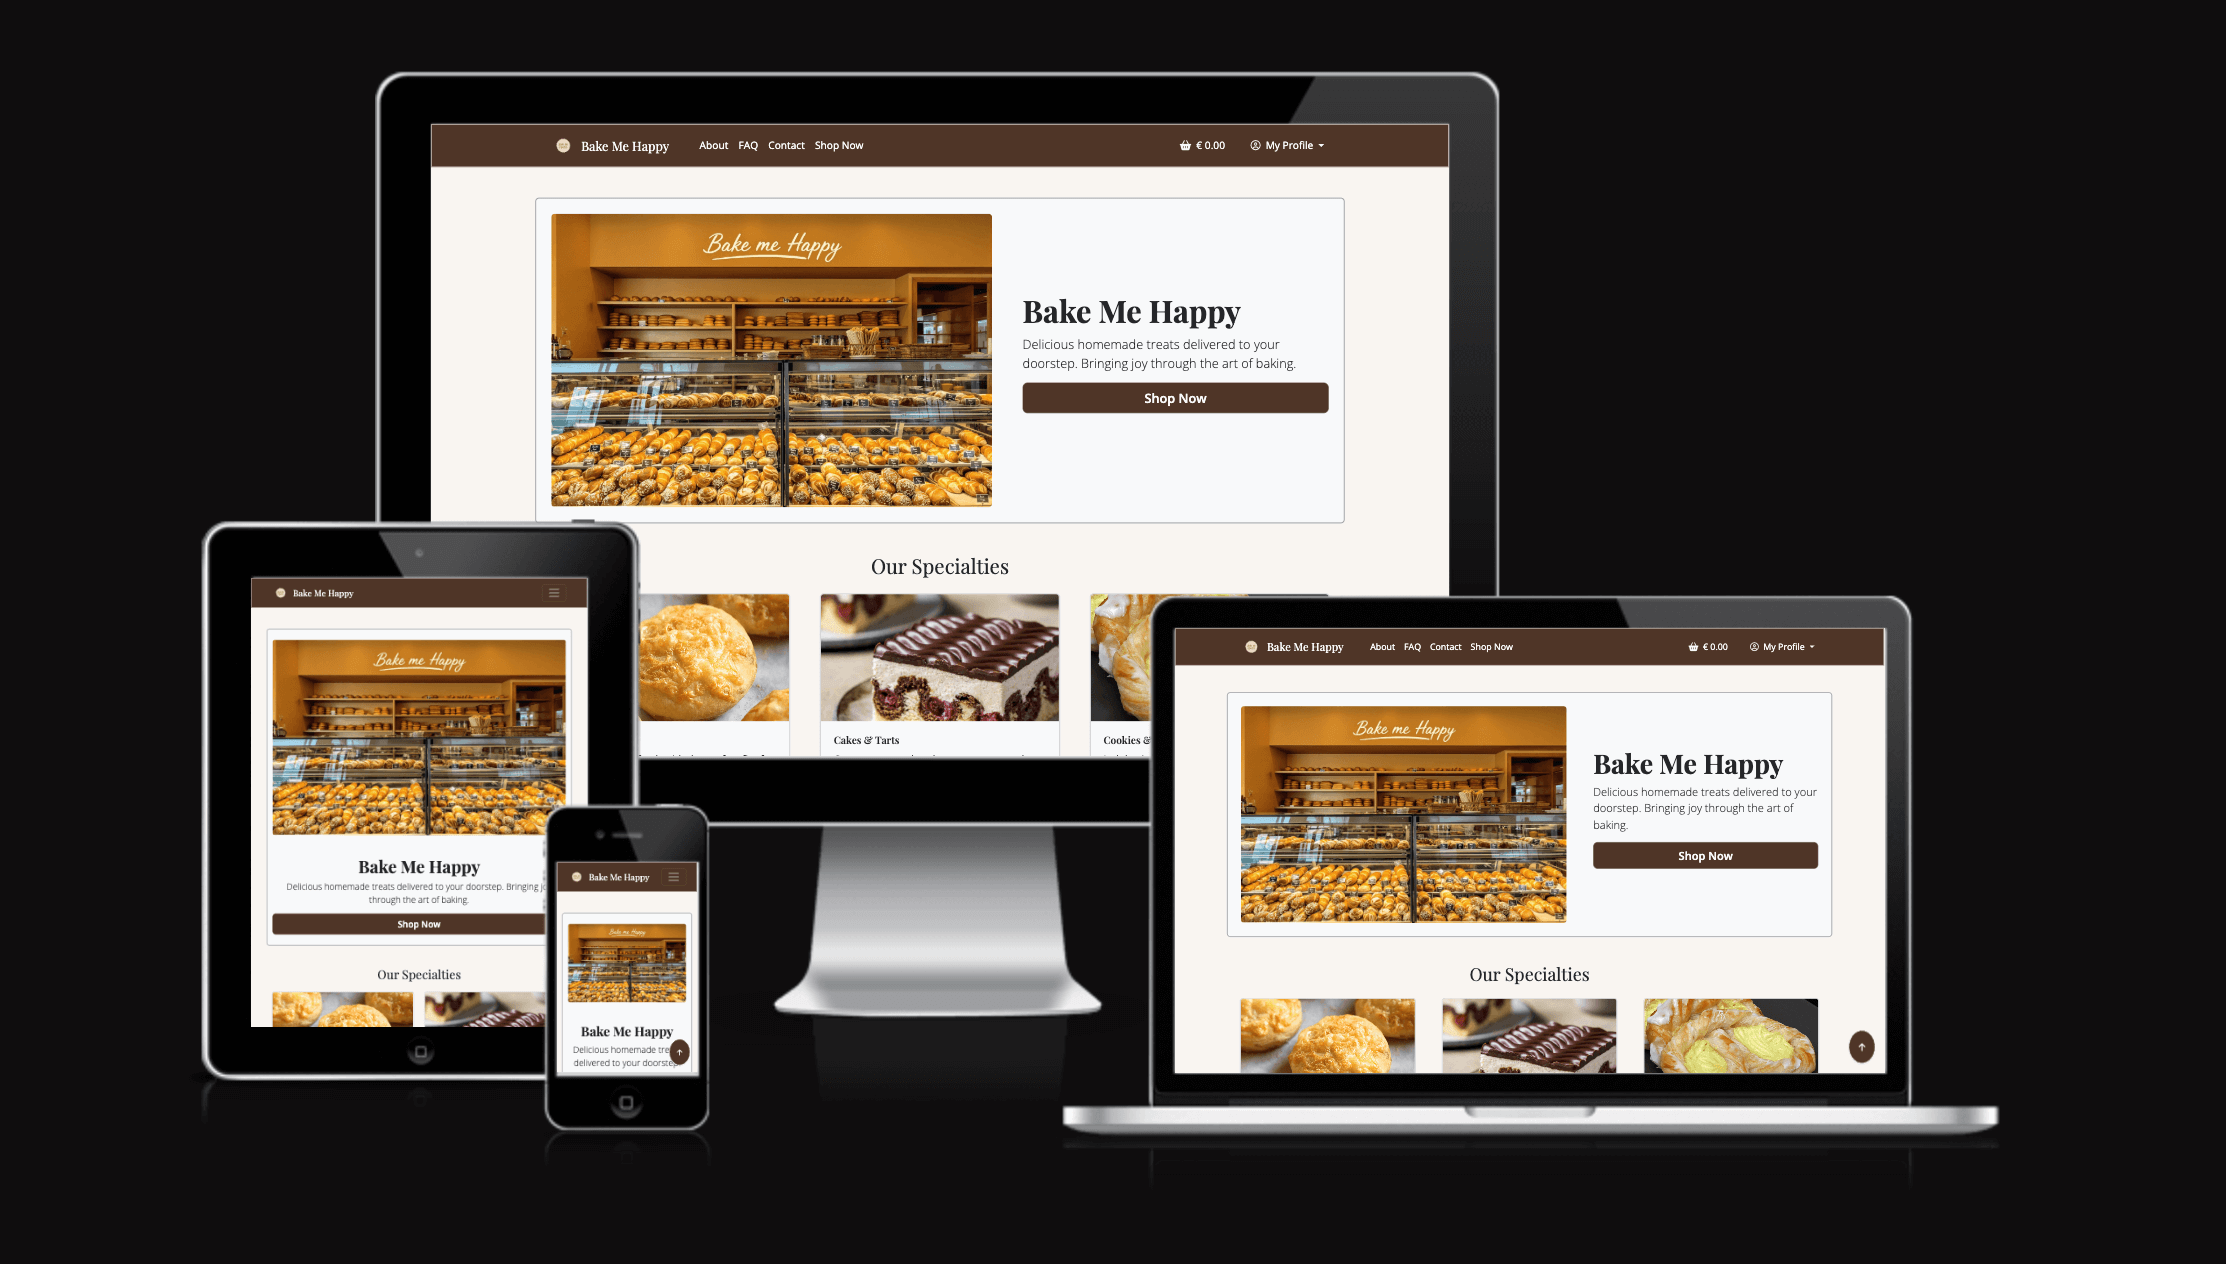 Bake Me Happy About FAQ Contact Shop Now € 0.00 My Profile
Bake me Happy
Bake Me Happy
Delicious homemade treats delivered to your
doorstep. Bringing joy through the art of baking.
Shop Now
Our Specialties
Cakes & Tarts
Cookies &
Bake Me Happy
Bake me Happy
Bake Me Happy
Delicious homemade treats delivered to your doorstep. Bringing
through the art of baking.
Shop Now
Our Specialties
Bake Me Happy
Bake me Happy
Bake Me Happy
Delicious homemade
delivered to your
Bake Me Happy About FAQ Contact Shop Now € 0.00 My Profile
Bake me Happy
Bake Me Happy
Delicious homemade treats delivered to your
doorstep. Bringing joy through the art of
baking.
Shop Now
Our Specialties